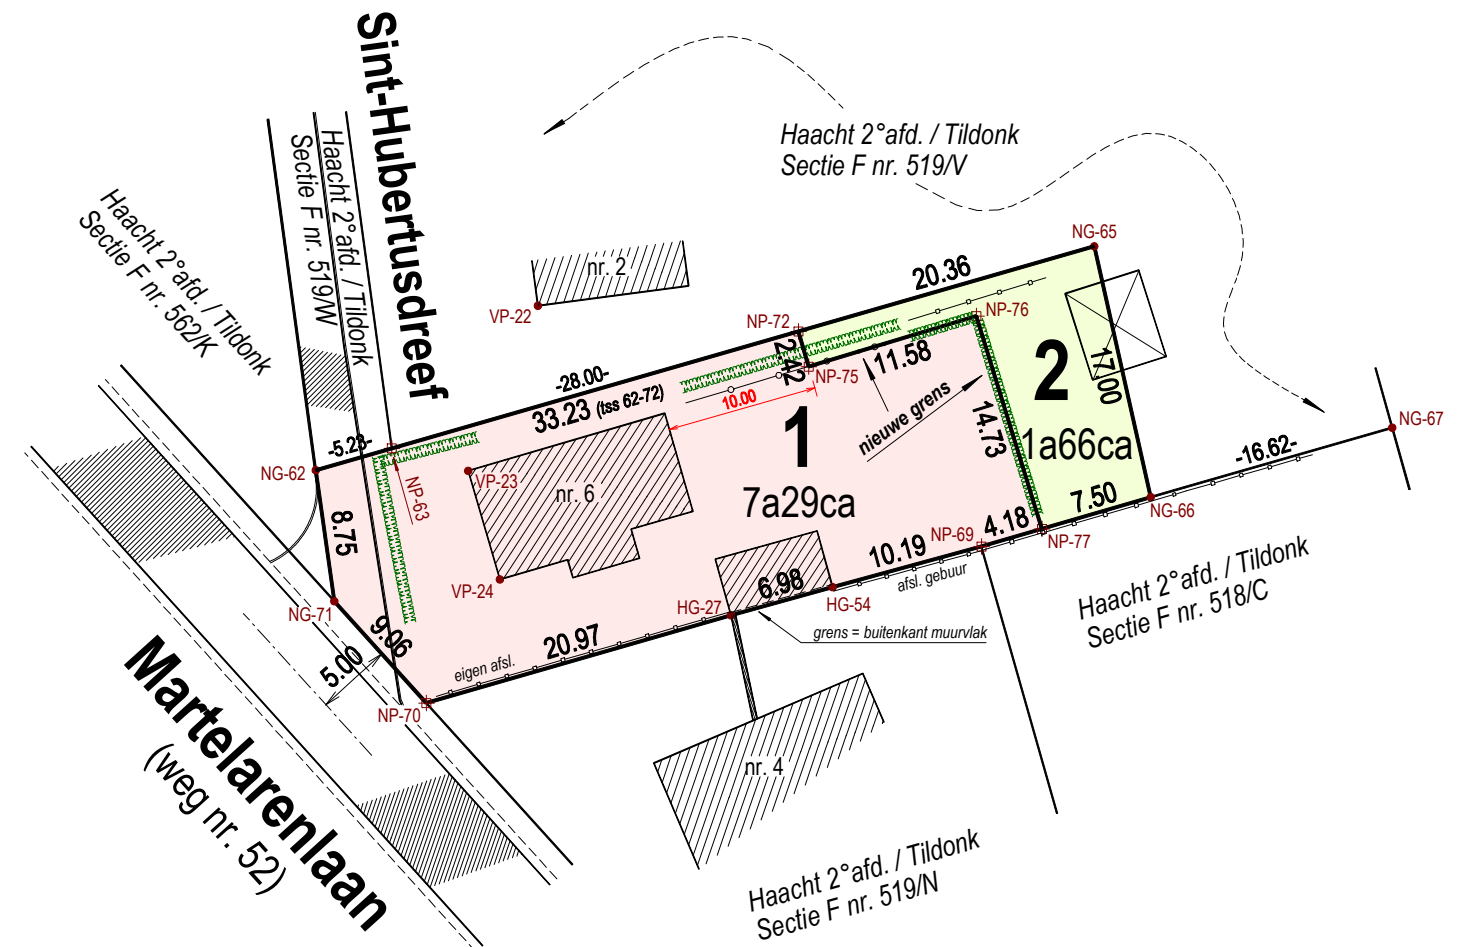 Sint-Hubertusdreef
Haacht 2°afd. / Tildonk
Sectie F nr. 519/V
Haacht 2°afd. / Tildonk
Sectie F nr. 519/W
Haacht 2°afd. / Tildonk
Sectie F nr. 562/K
NG-65
nr. 2
20.36
VP-22
NP-72
NP-76
2.42
11.58
NP-75
-28.00-
33.23 (tss 62-72)
10.00
2
17.00
1a66ca
nieuwe grens
14.73
1
7a29ca
-5.23-
NG-62
NP-63
VP-23
nr. 6
VP-24
NG-67
-16.62-
7.50
NG-66
4.18
NP-77
NP-69
10.19
afsl. gebuur
6.98
HG-54
HG-27
grens = buitenkant muurvlak
8.75
NG-71
9.06
5.00
20.97
eigen afsl.
NP-70
Haacht 2°afd. / Tildonk
Sectie F nr. 518/C
Martelarenlaan
(weg nr. 52)
nr. 4
Haacht 2°afd. / Tildonk
Sectie F nr. 519/N